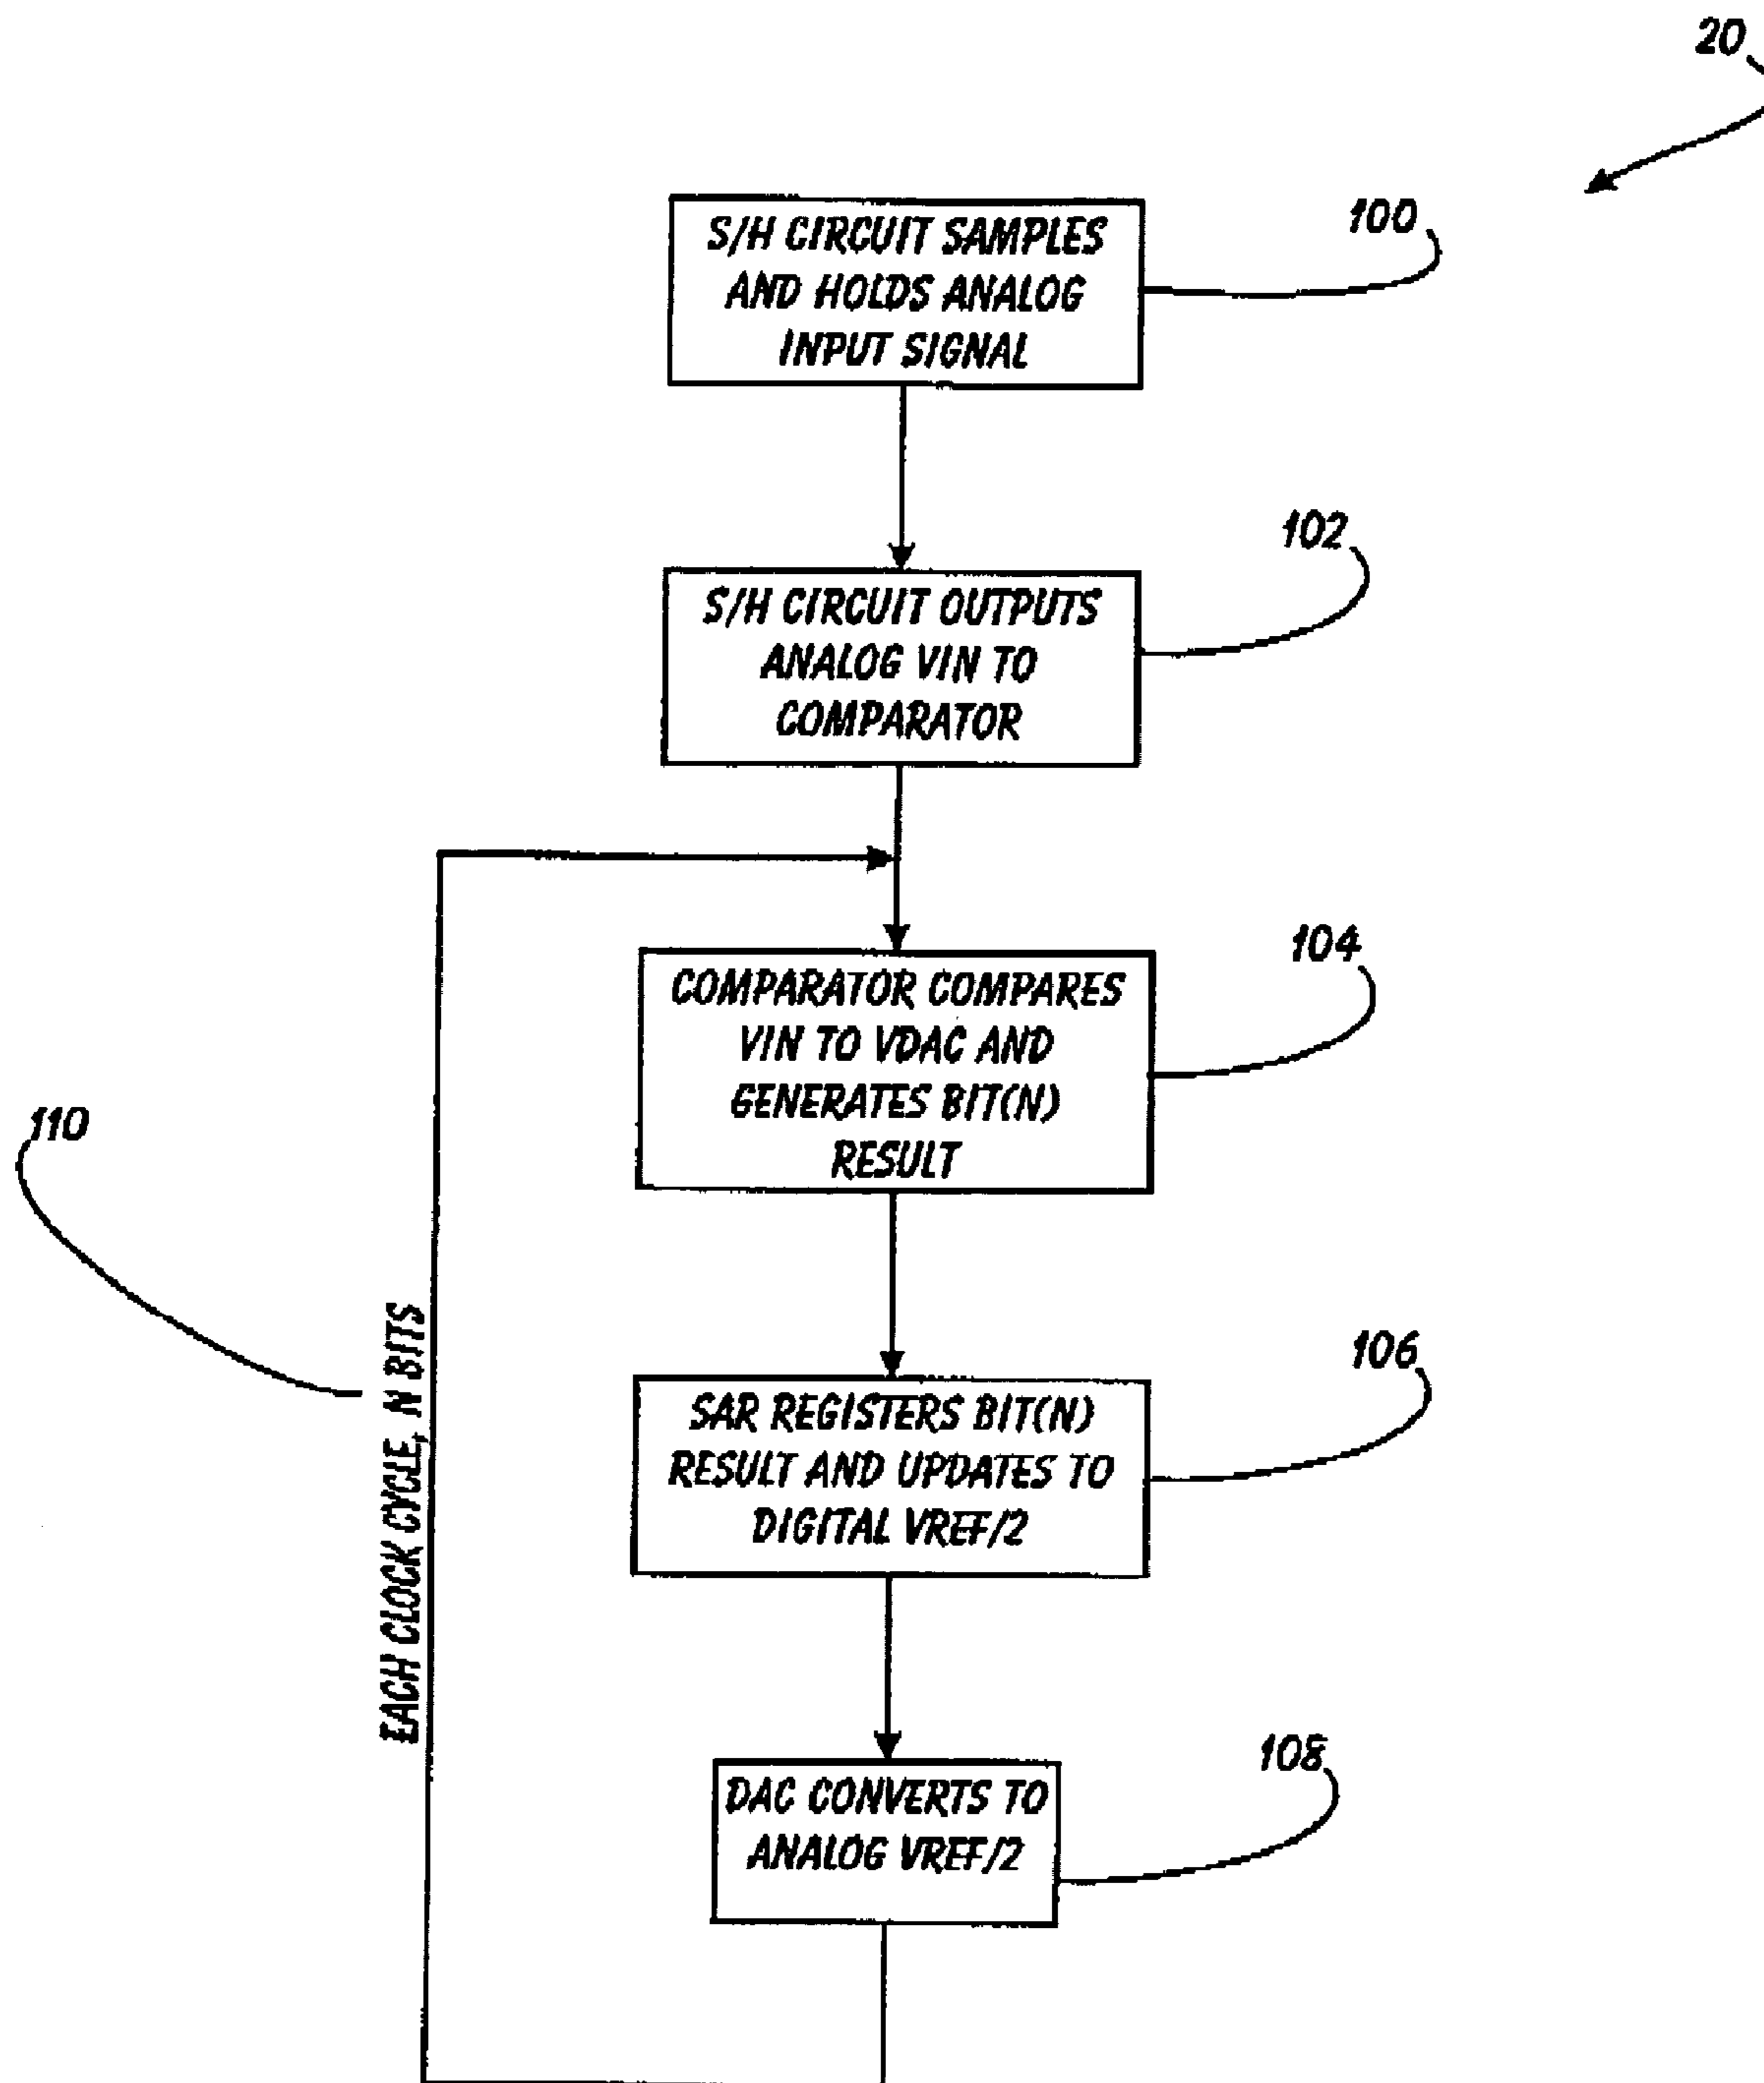 20
S/H CIRCUIT SAMPLES
AND HOLDS ANALOG
INPUT SIGNAL
100
S/H CIRCUIT OUTPUTS
ANALOG VIN TO
COMPARATOR
102
COMPARATOR COMPARES
VIN TO VDAC AND
GENERATES BIT(N)
RESULT
104
110
EACH CLOCK CYCLE, N BITS
SAR REGISTERS BIT(N)
RESULT AND UPDATES TO
DIGITAL VREF/2
106
DAC CONVERTS TO
ANALOG VREF/2
108